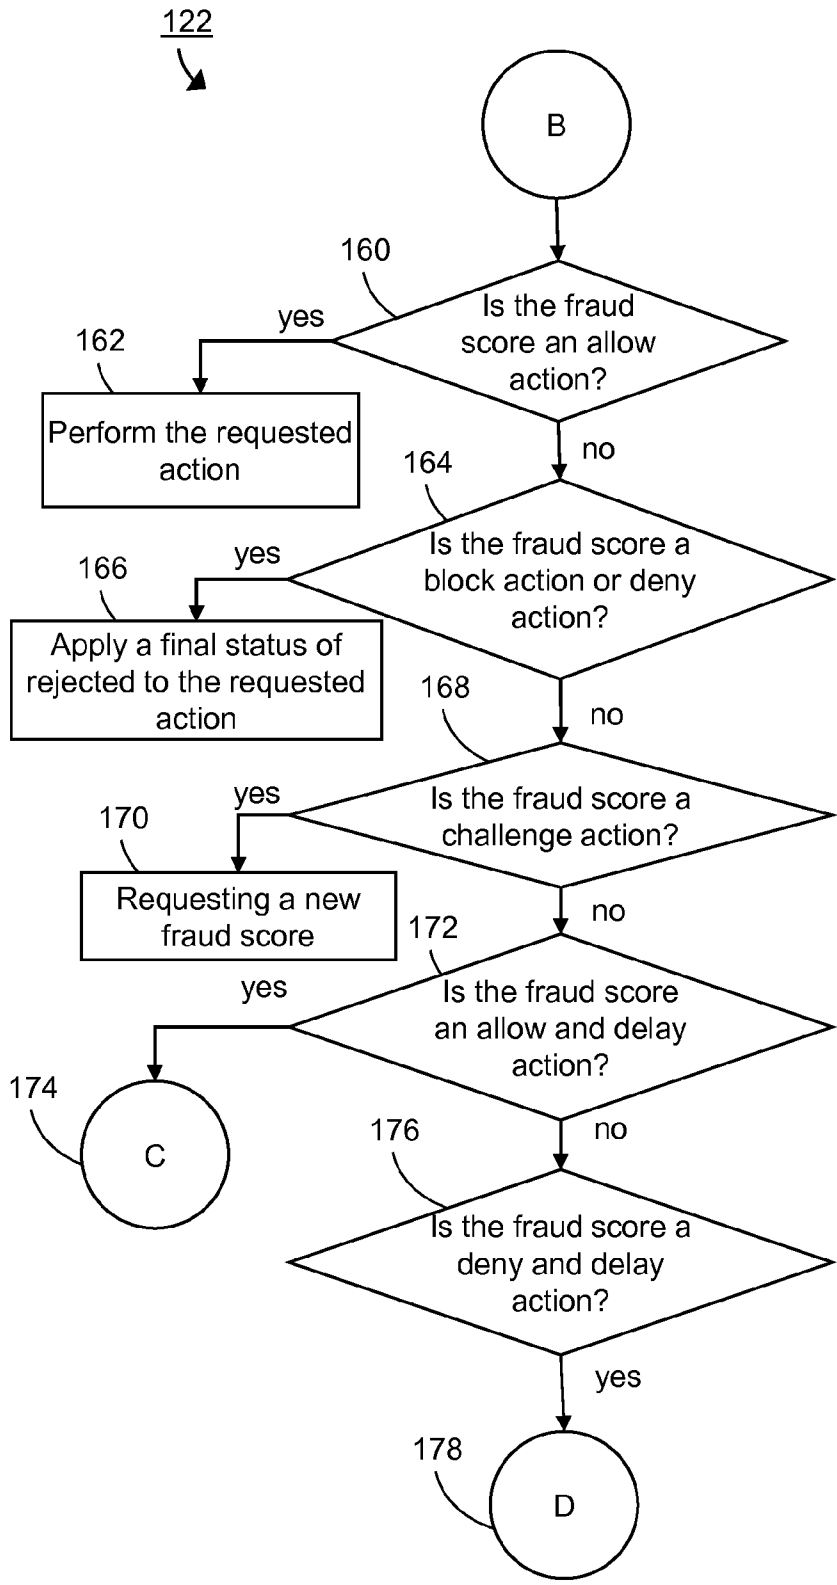 122
B
160
Is the fraud
score an allow
action?
yes
162
Perform the requested
action
no
164
Is the fraud score a
block action or deny
action?
yes
166
Apply a final status of
rejected to the requested
action
no
168
Is the fraud score a
challenge action?
yes
170
Requesting a new
fraud score
no
172
Is the fraud score
an allow and delay
action?
yes
174
C
no
176
Is the fraud score a
deny and delay
action?
yes
178
D